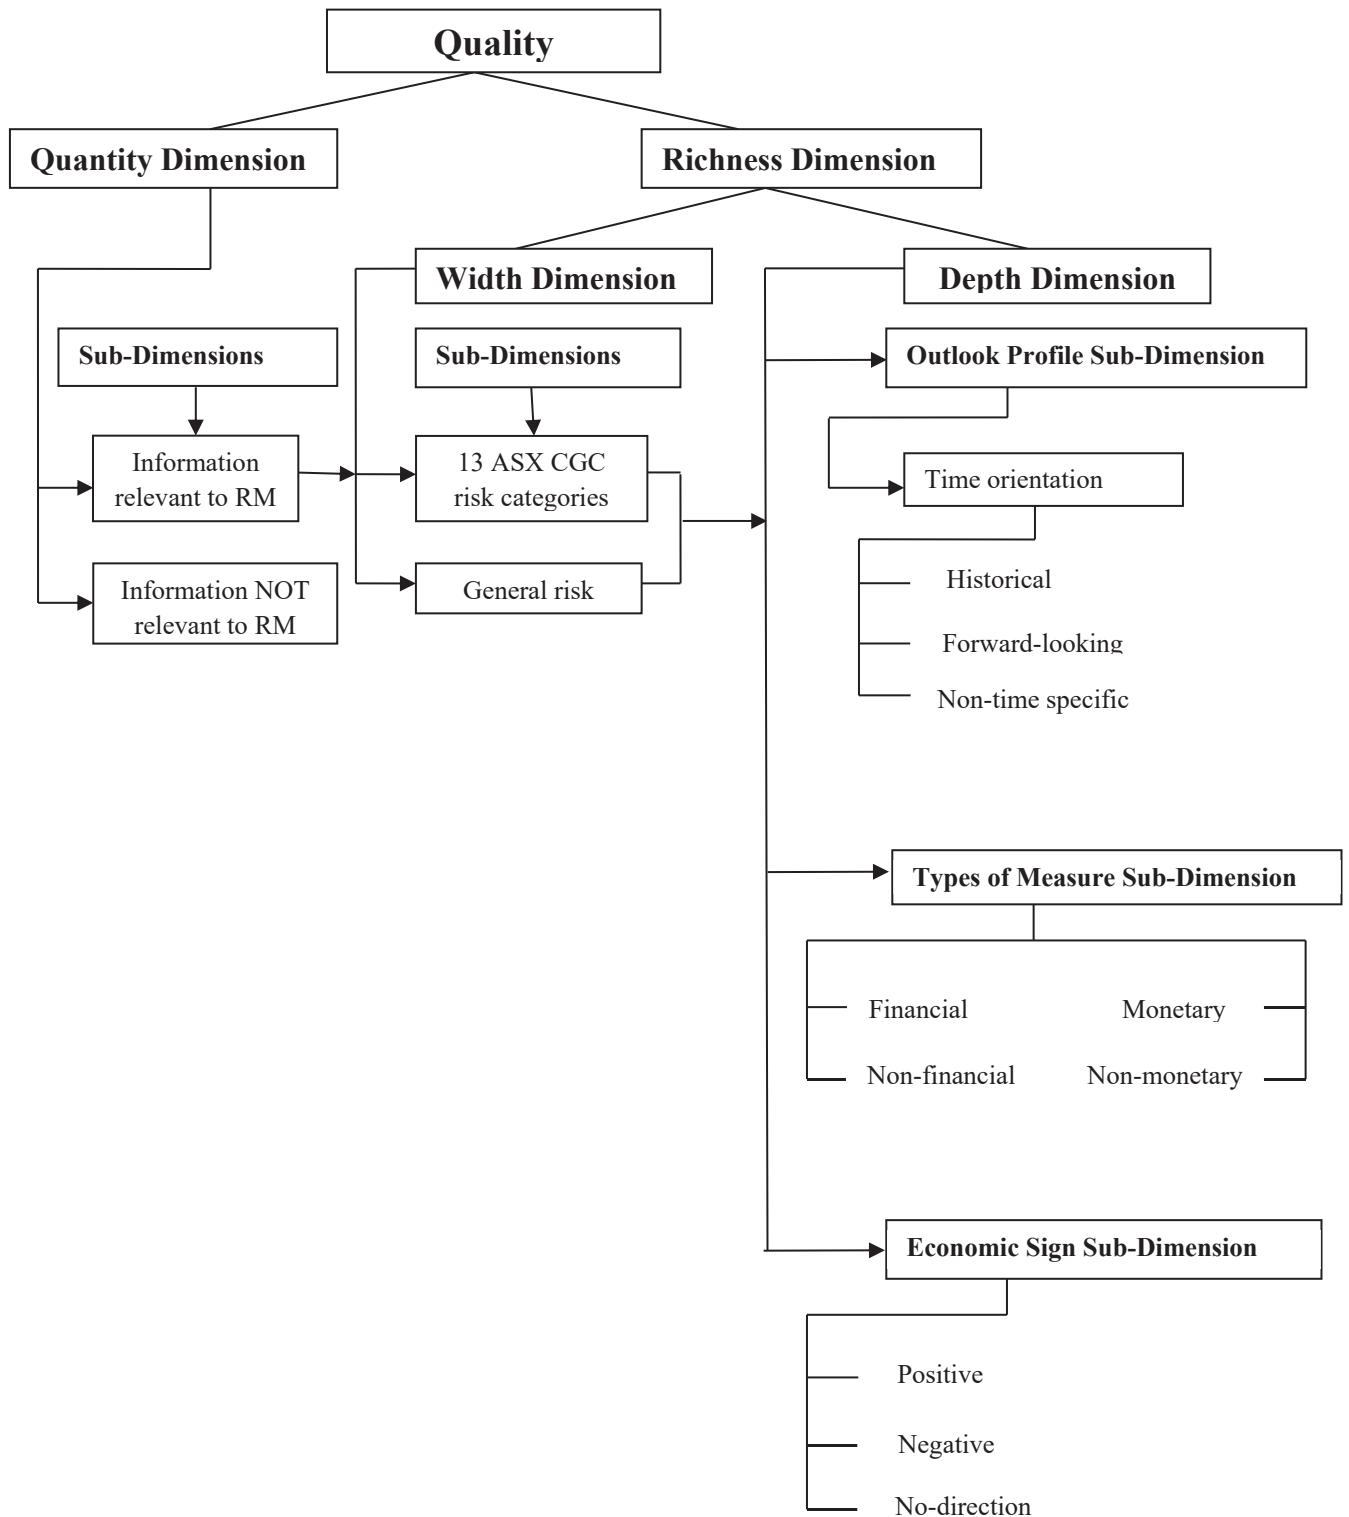 Quality
Quantity Dimension
Richness Dimension
Width Dimension
Depth Dimension
Sub-Dimensions
Sub-Dimensions
Outlook Profile Sub-Dimension
Information
relevant to RM
13 ASX CGC
risk categories
Time orientation
Information NOT
relevant to RM
General risk
Historical
Forward-looking
Non-time specific
Types of Measure Sub-Dimension
Financial
Monetary
Non-financial
Non-monetary
Economic Sign Sub-Dimension
Positive
Negative
No-direction